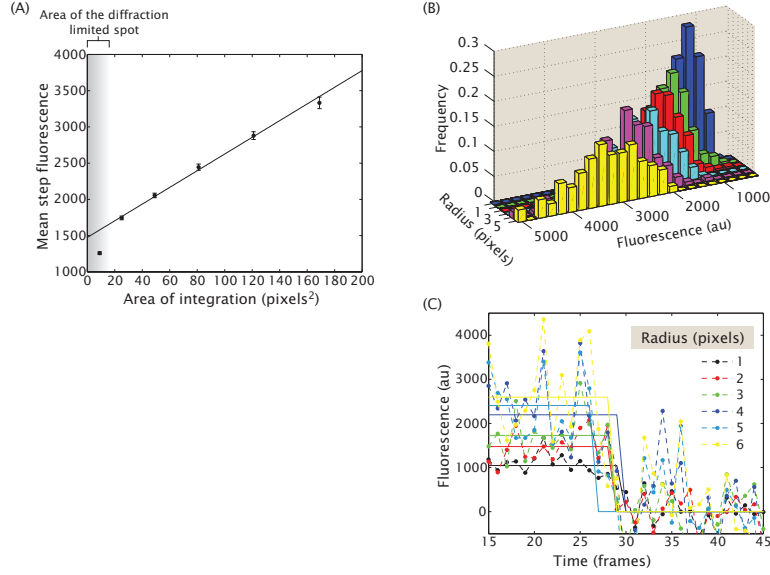 (A)
Area of the diffraction
limited spot
4000
3500
3000
2500
2000
1500
1000
Mean step fluorescence
0 20 40 60 80 100 120 140 160 180 200
Area of integration (pixels²)
(B)
0.3
0.25
0.2
0.15
0.1
0.05
0
Frequency
1
3
5
Radius (pixels)
5000 4000 3000 2000 1000
Fluorescence (au)
(C)
4000
3000
2000
1000
0
Fluorescence (au)
Radius (pixels)
1
2
3
4
5
6
15 20 25 30 35 40 45
Time (frames)